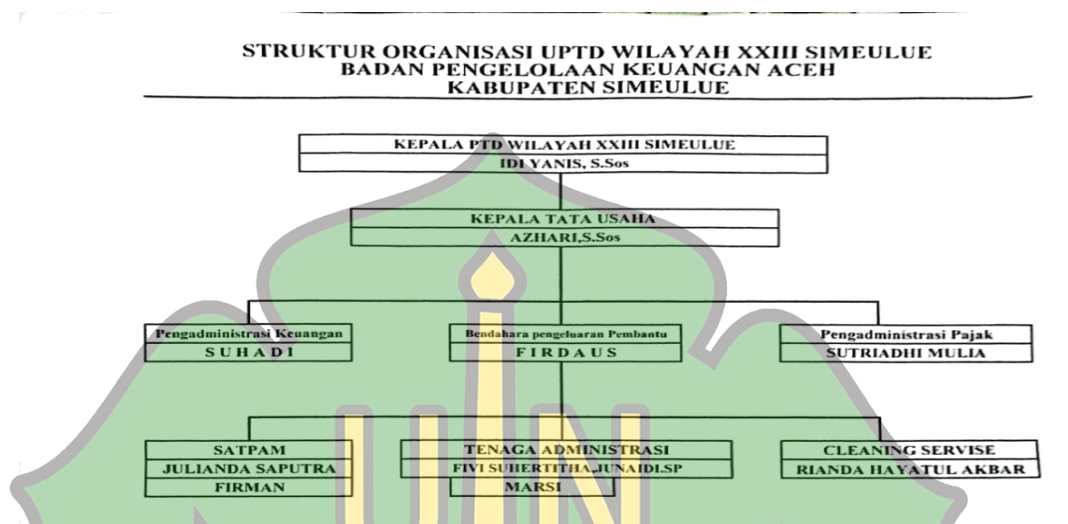 STRUKTUR ORGANISASI UPTD WILAYAH XXIII SIMEULUE
BADAN PENGELOLAAN KEUANGAN ACEH
KABUPATEN SIMEULUE
KEPALA PTD WILAYAH XXIII SIMEULUE
IDI YANIS, S.Sos
KEPALA TATA USAHA
AZHARI,S.Sos
Pengadministrasi Keuangan
S U H A D I
Bendahara pengeluaran Pembantu
F I R D A U S
Pengadministrasi Pajak
SUTRIADHI MULIA
SATPAM
JULIANDA SAPUTRA
FIRMAN
TENAGA ADMINISTRASI
FIVI SUHERTITHA,JUNAIDI.SP
MARSI
CLEANING SERVISE
RIANDA HAYATUL AKBAR
UIN